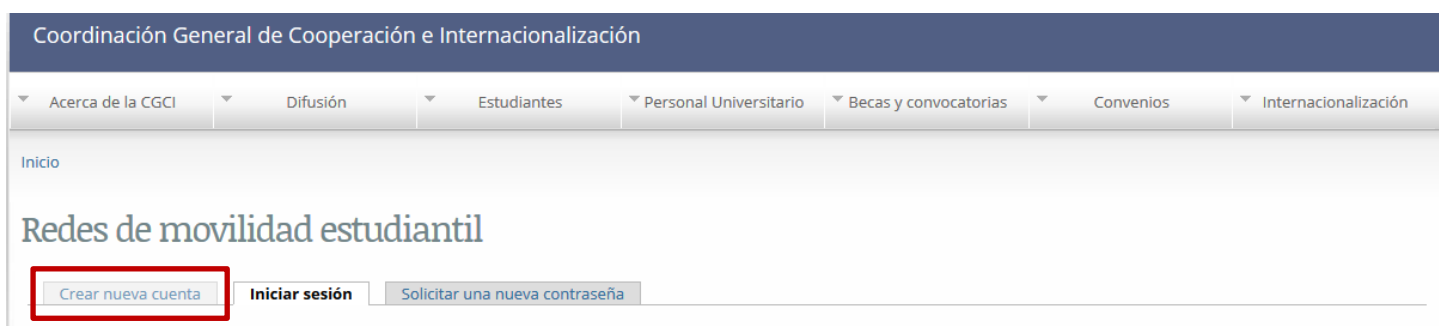 Coordinación General de Cooperación e Internacionalización
Acerca de la CGCI Difusión Estudiantes Personal Universitario Becas y convocatorias Convenios Internacionalización
Inicio
Redes de movilidad estudiantil
Crear nueva cuenta Iniciar sesión Solicitar una nueva contraseña